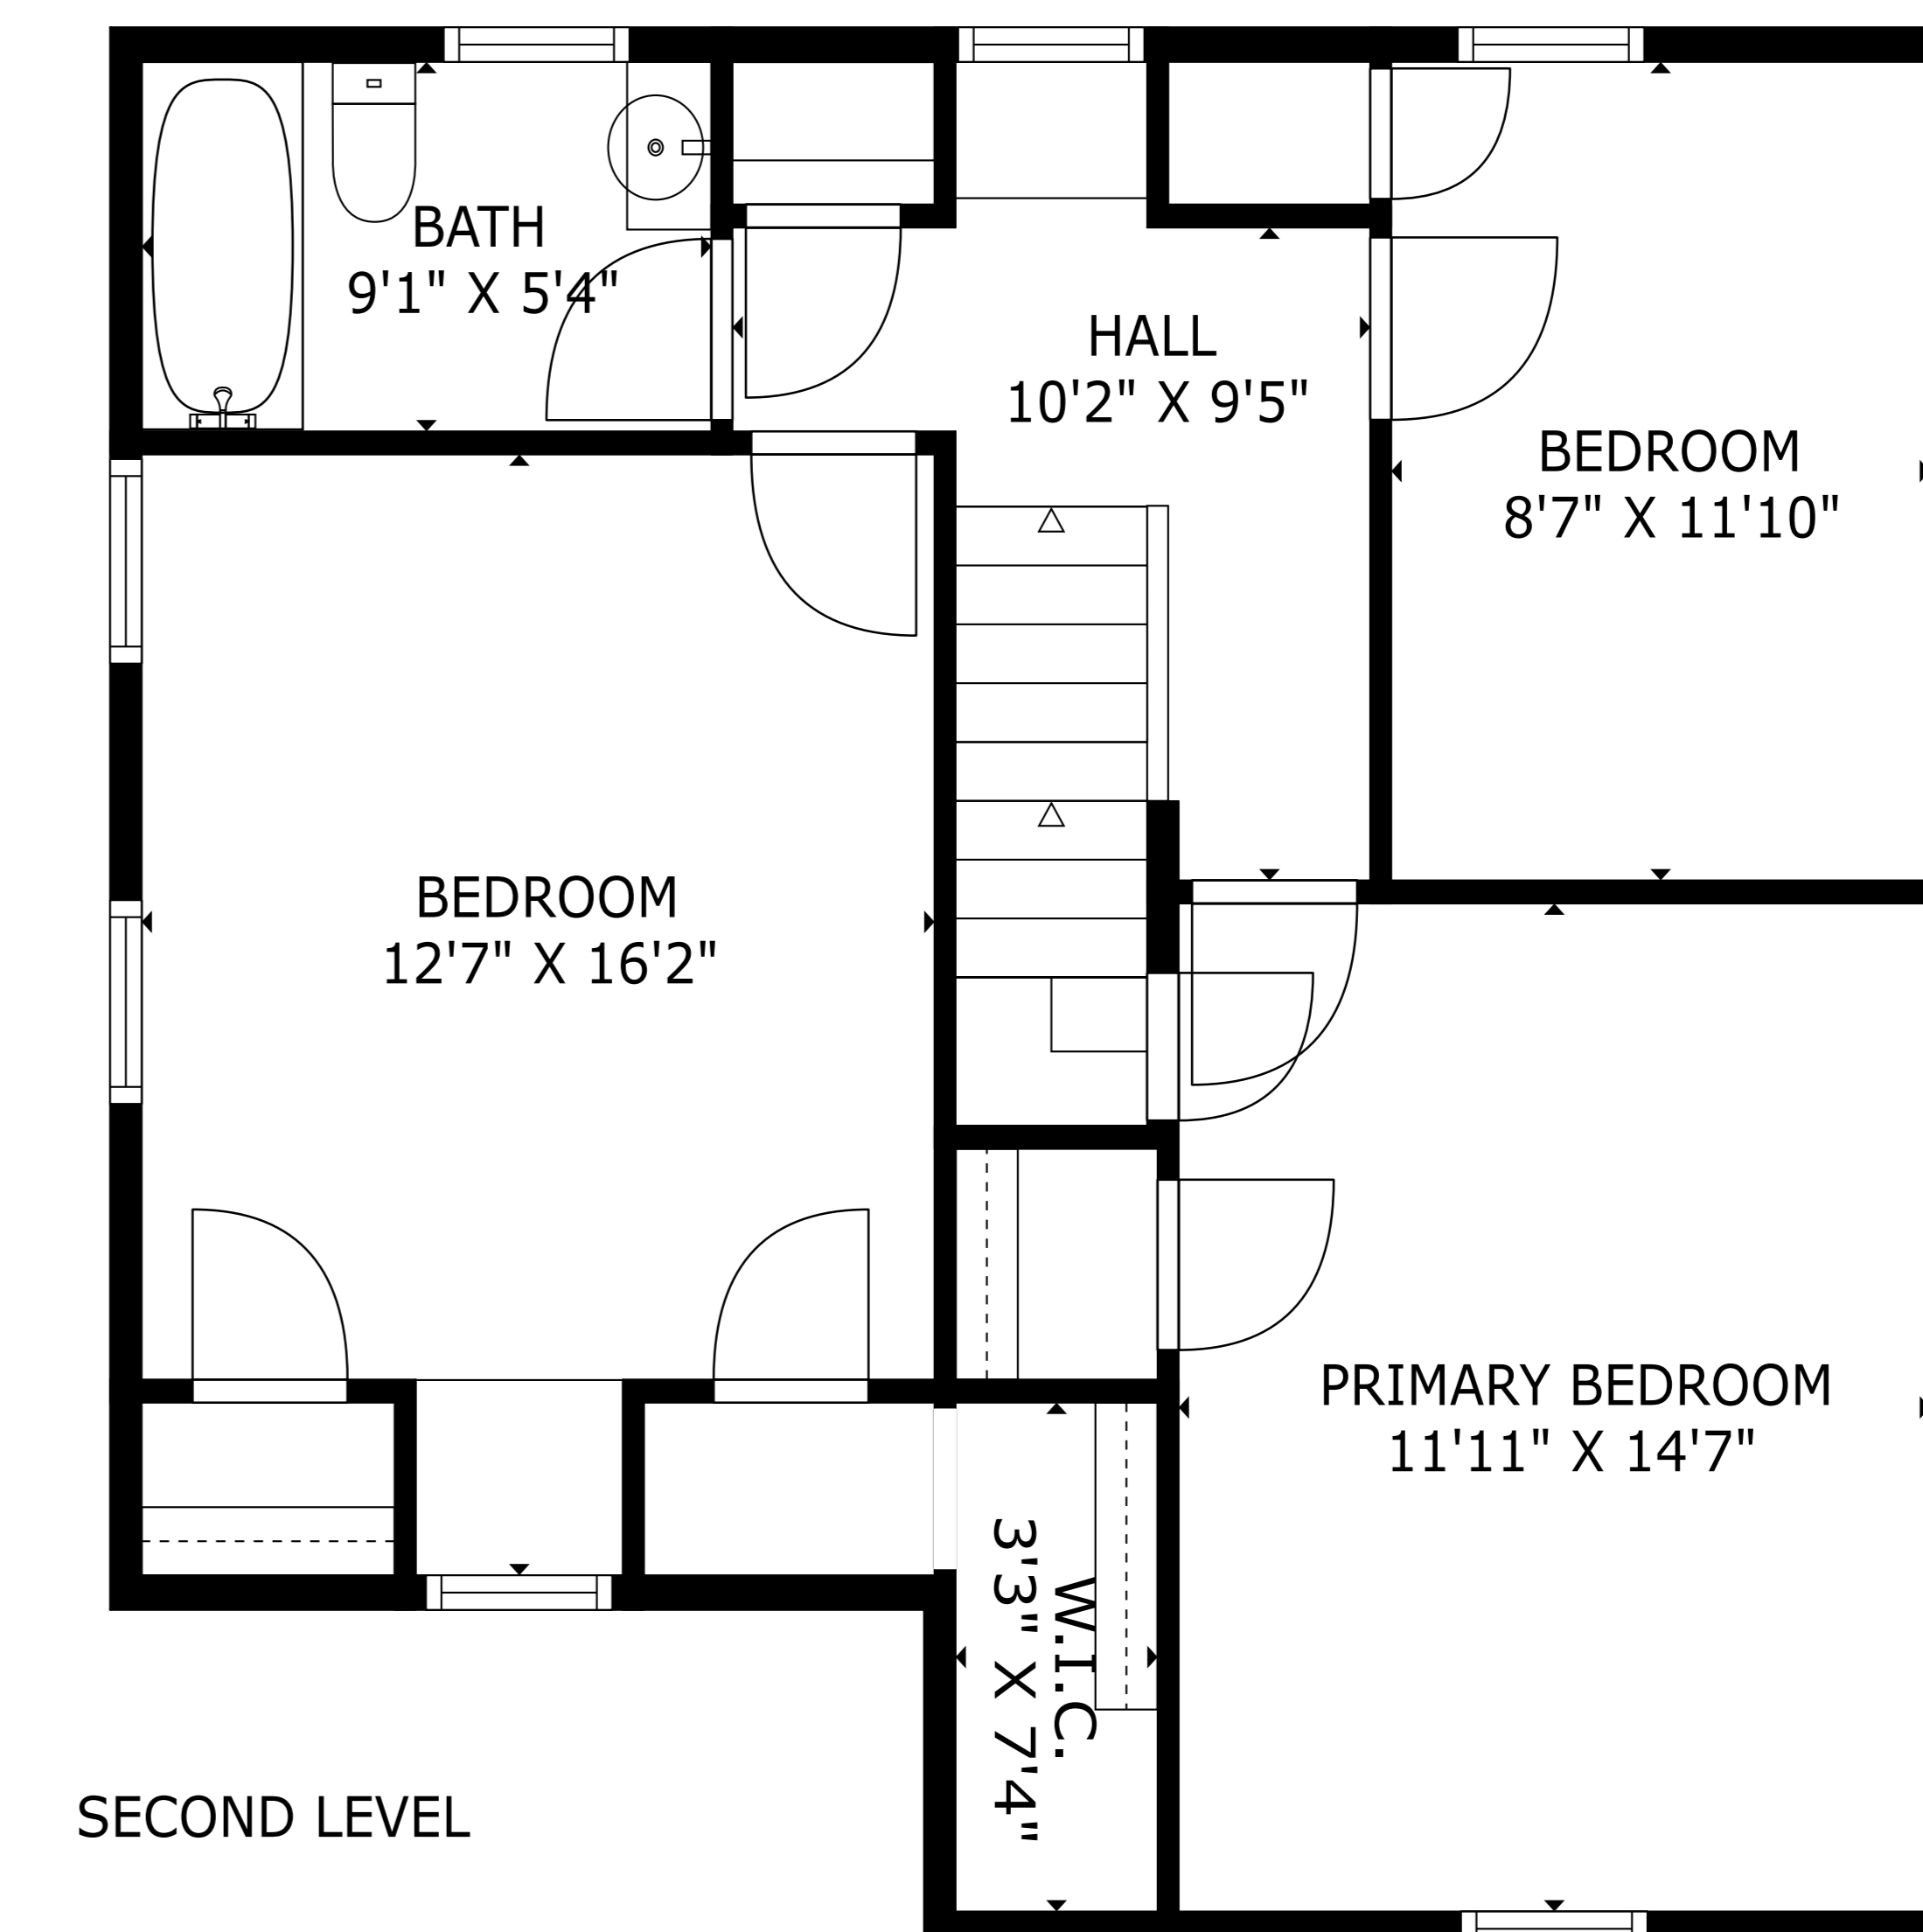 BATH
9'1" X 5'4"
HALL
10'2" X 9'5"
BEDROOM
8'7" X 11'10"
BEDROOM
12'7" X 16'2"
PRIMARY BEDROOM
11'11" X 14'7"
W.I.C.
3'3" X 7'4"
SECOND LEVEL